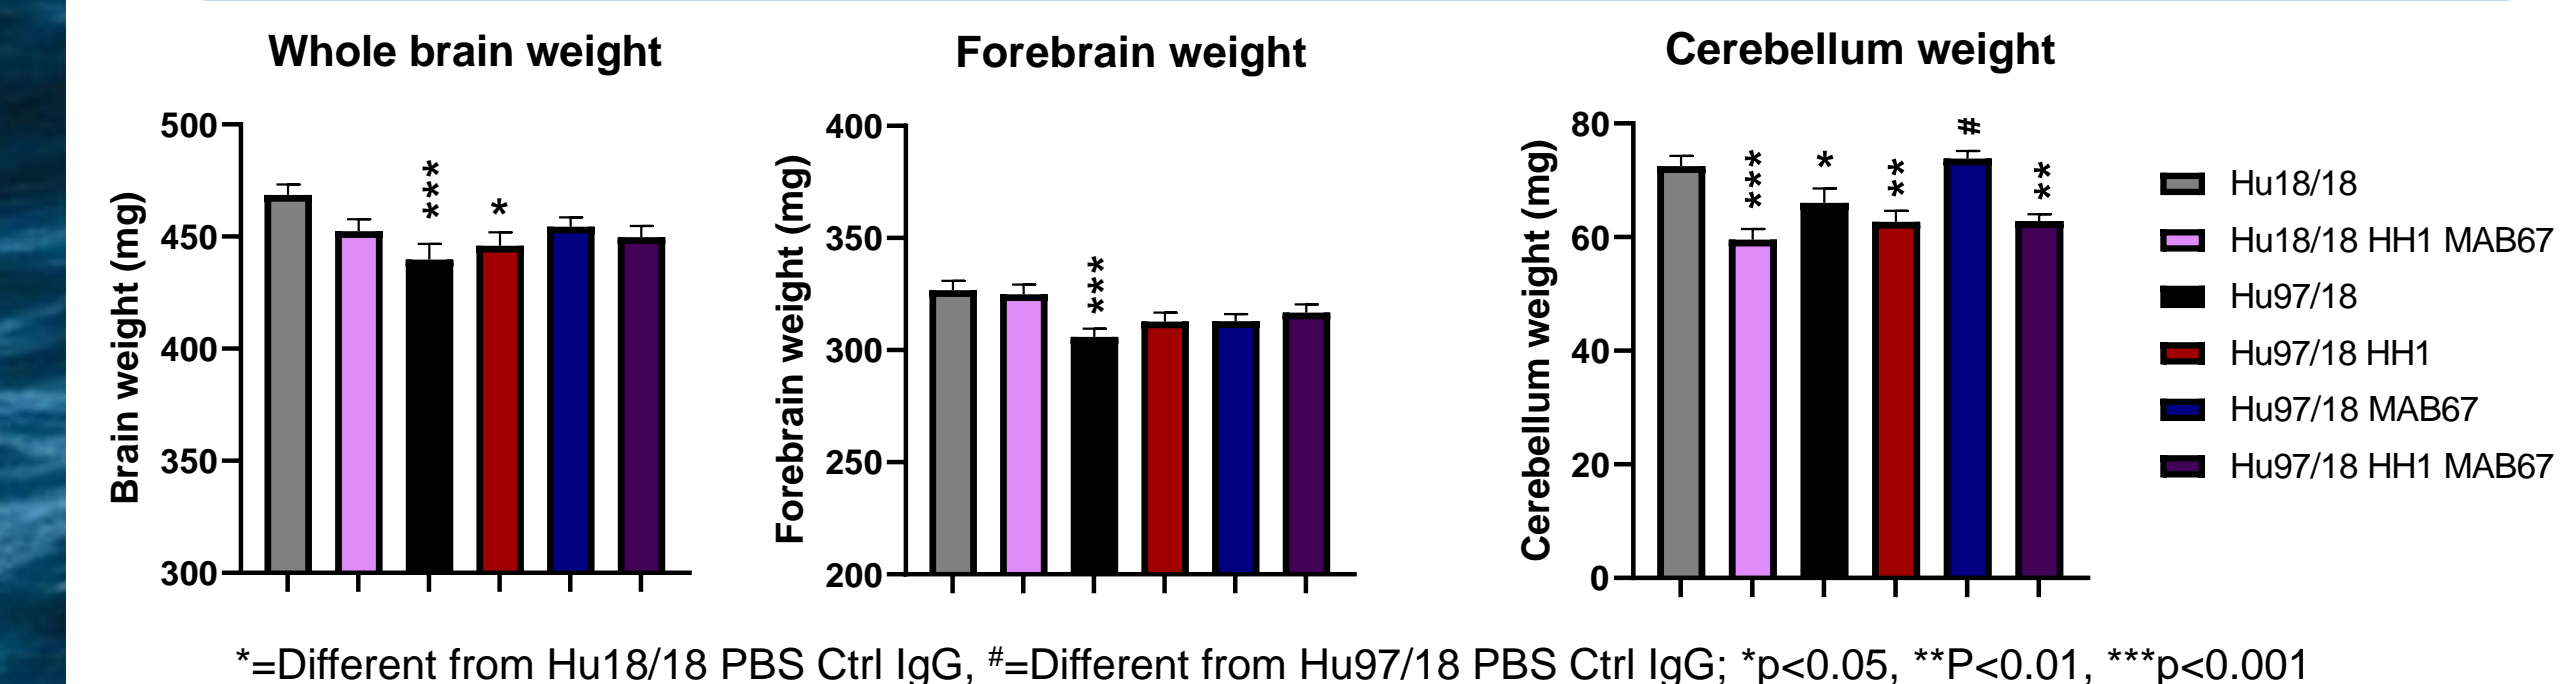 Whole brain weight
Forebrain weight
Cerebellum weight
Brain weight (mg)
500
450
400
350
300
***
*
Forebrain weight (mg)
400
350
300
250
200
***
Cerebellum weight (mg)
80
60
40
20
0
***
*
**
#
**
Hu18/18
Hu18/18 HH1 MAB67
Hu97/18
Hu97/18 HH1
Hu97/18 MAB67
Hu97/18 HH1 MAB67
*=Different from Hu18/18 PBS Ctrl IgG, #=Different from Hu97/18 PBS Ctrl IgG; *p<0.05, **P<0.01, ***p<0.001